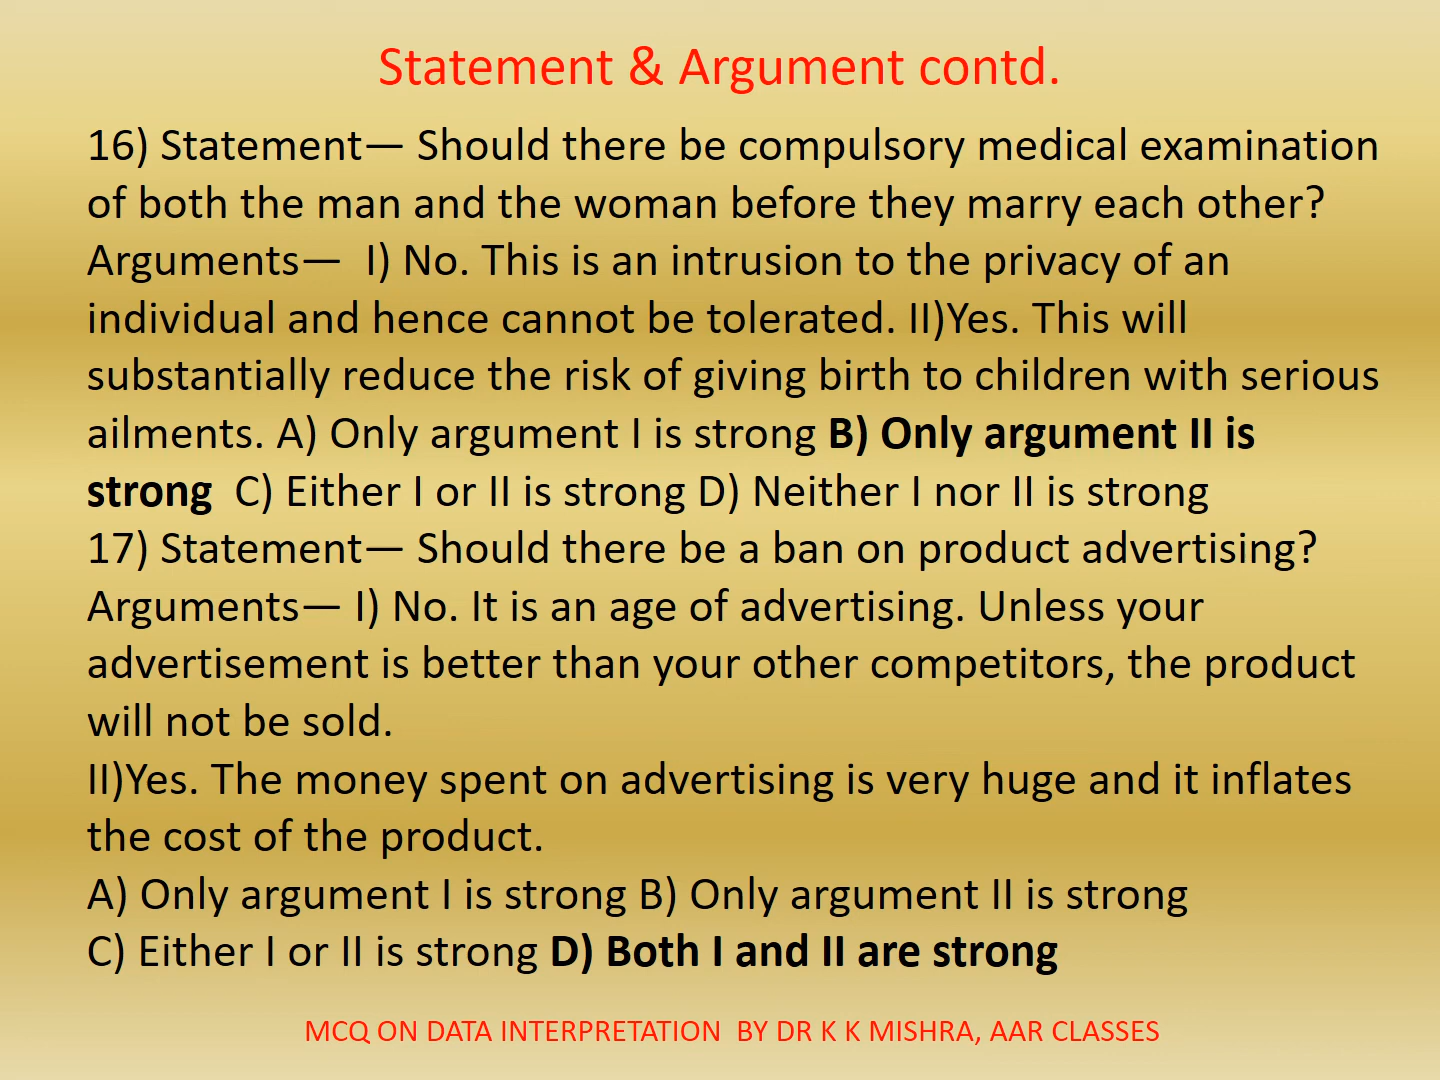 Statement & Argument contd.
16) Statement— Should there be compulsory medical examination
of both the man and the woman before they marry each other?
Arguments—  I) No. This is an intrusion to the privacy of an
individual and hence cannot be tolerated. II)Yes. This will
substantially reduce the risk of giving birth to children with serious
ailments. A) Only argument I is strong B) Only argument II is
strong  C) Either I or II is strong D) Neither I nor II is strong
17) Statement— Should there be a ban on product advertising?
Arguments— I) No. It is an age of advertising. Unless your
advertisement is better than your other competitors, the product
will not be sold.
II)Yes. The money spent on advertising is very huge and it inflates
the cost of the product.
A) Only argument I is strong B) Only argument II is strong
C) Either I or II is strong D) Both I and II are strong
MCQ ON DATA INTERPRETATION  BY DR K K MISHRA, AAR CLASSES